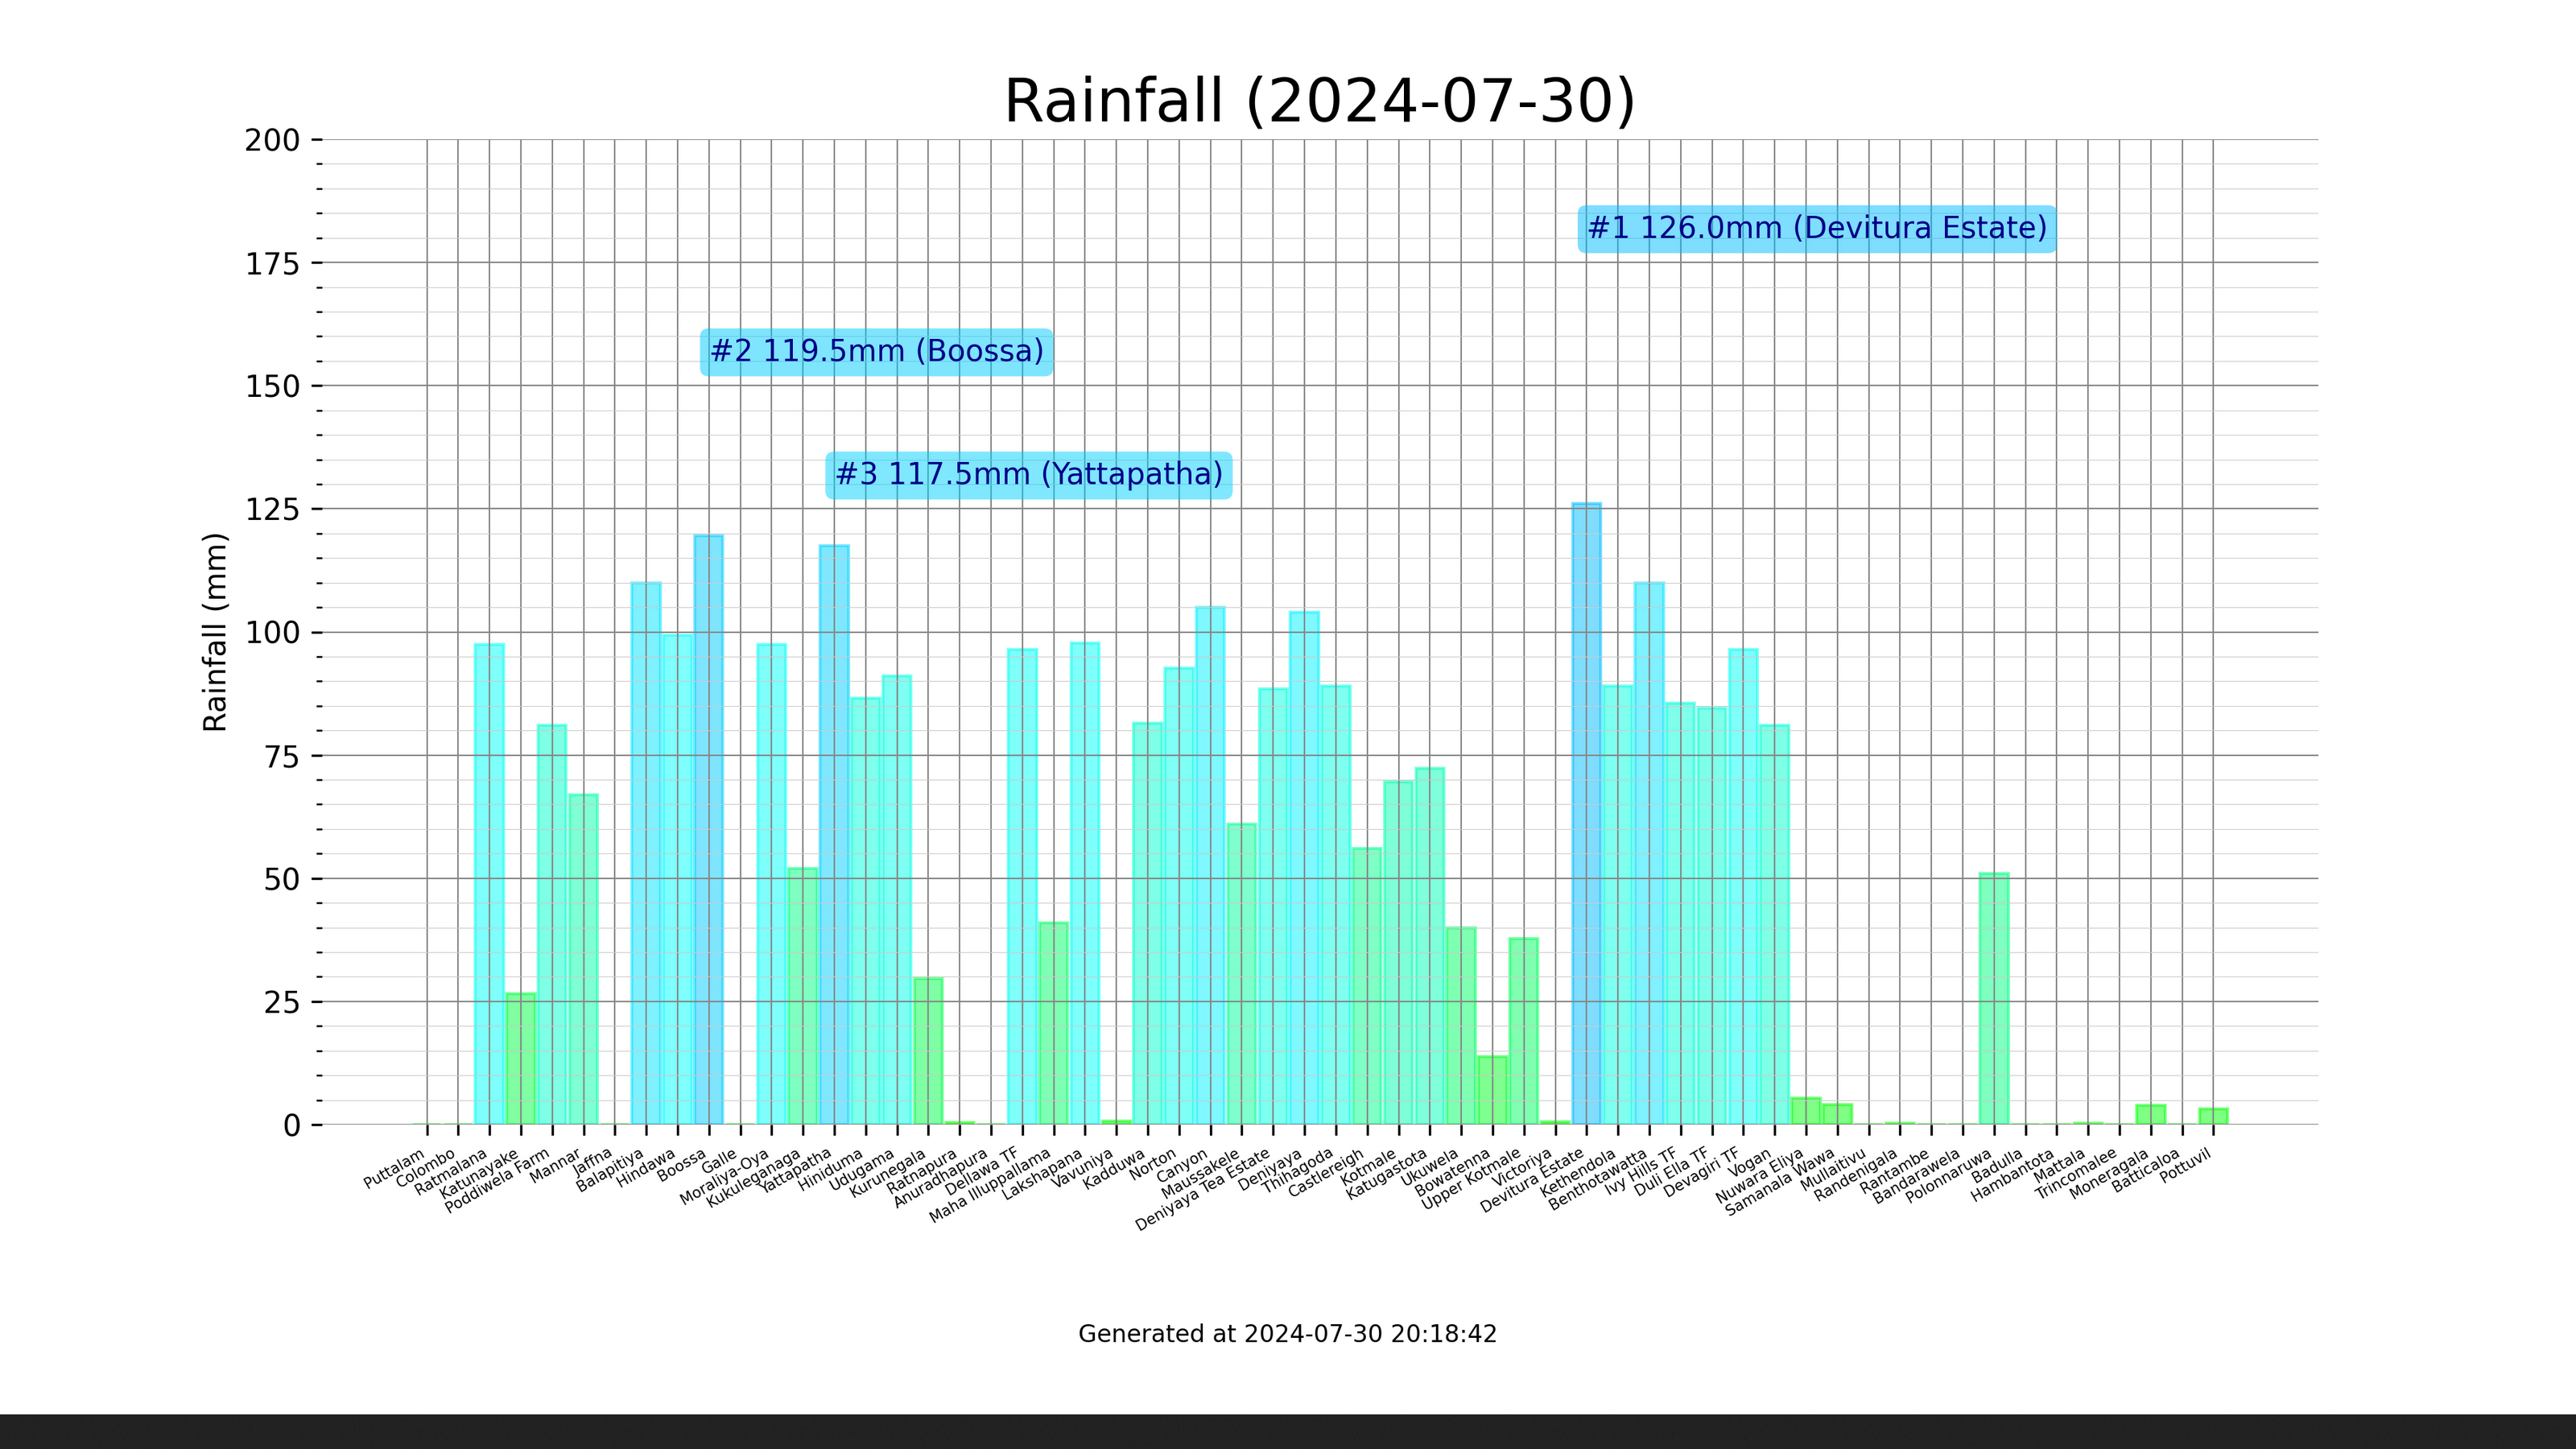 Rainfall (2024-07-30)
200
175
150
125
100
75
50
25
0
Rainfall (mm)
#1 126.0mm (Devitura Estate)
#2 119.5mm (Boossa)
#3 117.5mm (Yattapatha)
Puttalam
Colombo
Ratmalana
Katunayake
Poddiwela Farm
Mannar
Jaffna
Balapitiya
Hindawa
Boossa
Galle
Moraliya-Oya
Kukuleganaga
Yattapatha
Hiniduma
Udugama
Kurunegala
Ratnapura
Anuradhapura
Dellawa TF
Maha Illuppallama
Lakshapana
Vavuniya
Kadduwa
Norton
Canyon
Maussakele
Deniyaya Tea Estate
Deniyaya
Thihagoda
Castlereigh
Kotmale
Katugastota
Ukuwela
Bowatenna
Upper Kotmale
Victoriya
Devitura Estate
Kethendola
Benthotawatta
Ivy Hills TF
Duli Ella TF
Devagiri TF
Vogan
Nuwara Eliya
Samanala Wawa
Mullaitivu
Randenigala
Rantambe
Bandarawela
Polonnaruwa
Badulla
Hambantota
Mattala
Trincomalee
Moneragala
Batticaloa
Pottuvil
Generated at 2024-07-30 20:18:42